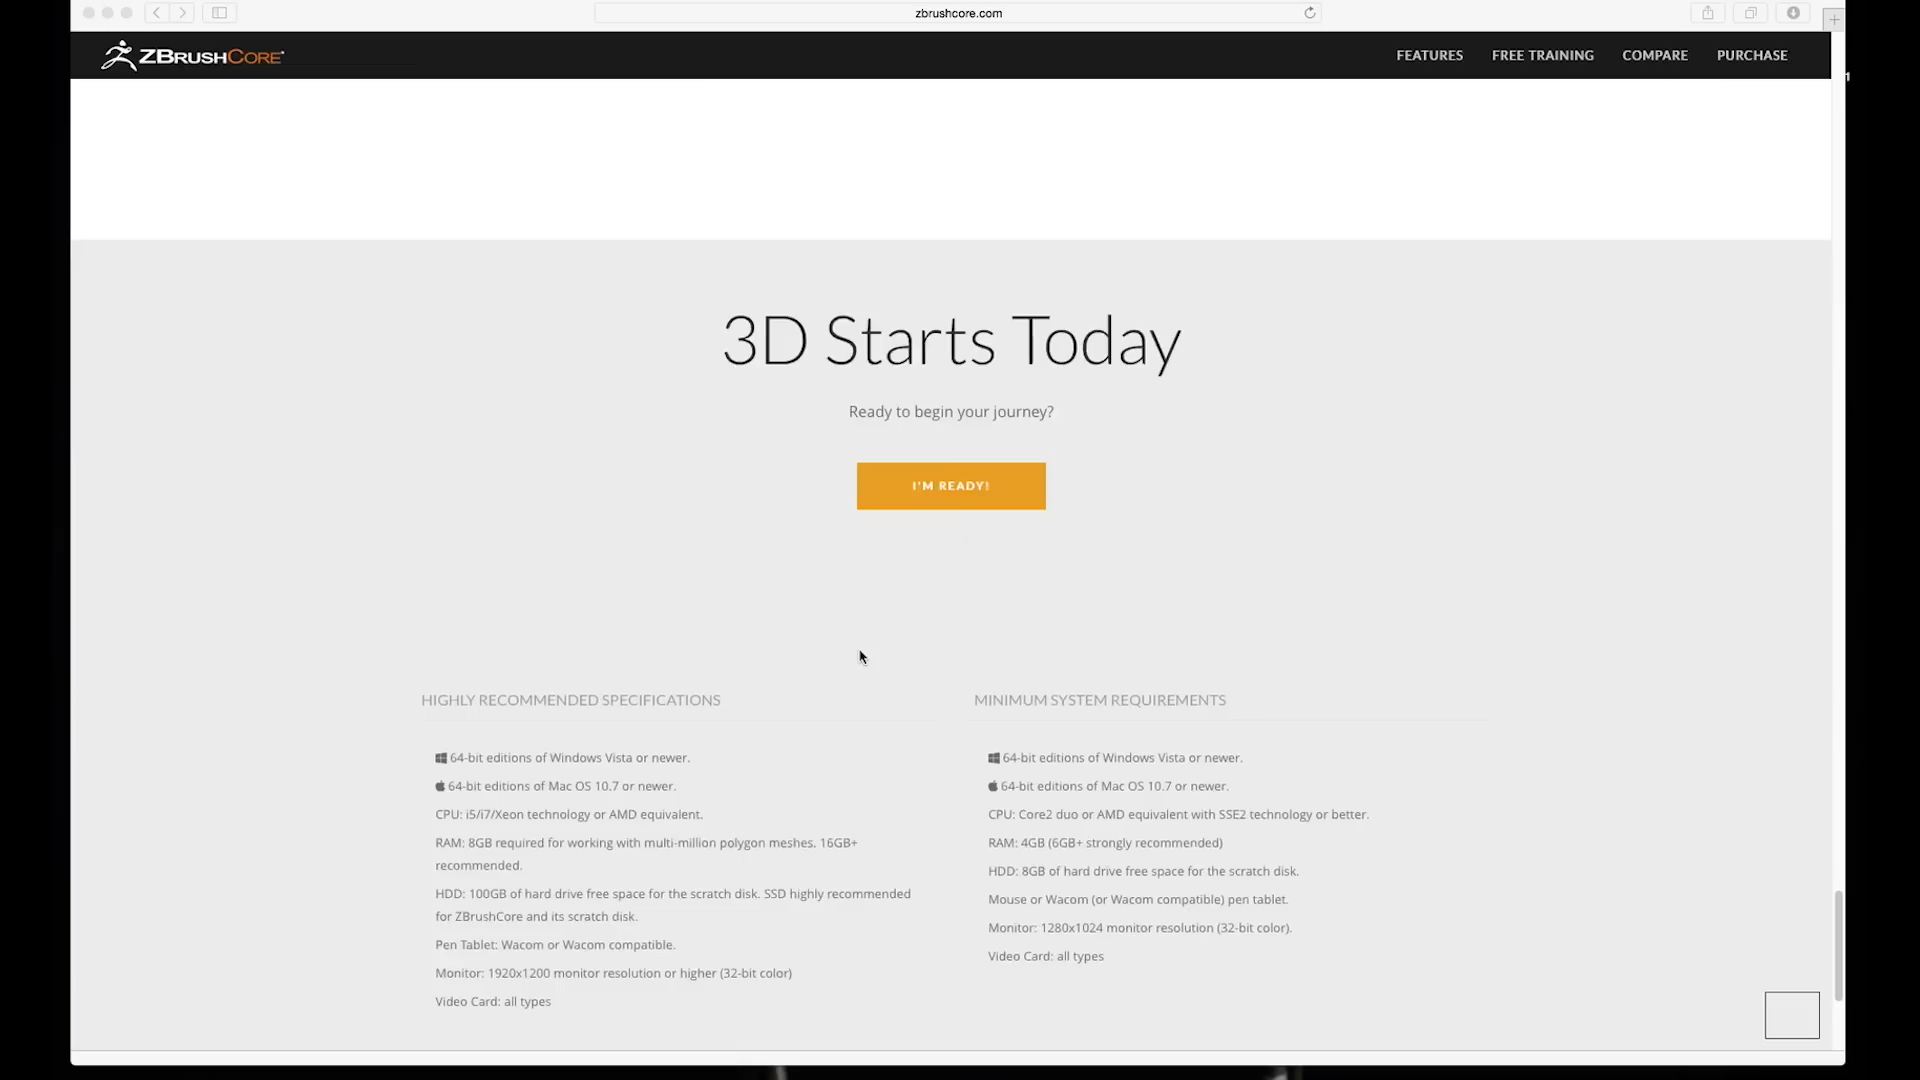 zbrushcore.com
ZBRUSHCORE
FEATURES FREE TRAINING COMPARE PURCHASE
3D Starts Today
Ready to begin your journey?
I'M READY!
HIGHLY RECOMMENDED SPECIFICATIONS
64-bit editions of Windows Vista or newer.
64-bit editions of Mac OS 10.7 or newer.
CPU: i5/i7/Xeon technology or AMD equivalent.
RAM: 8GB required for working with multi-million polygon meshes, 16GB+
recommended.
HDD: 100GB of hard drive free space for the scratch disk. SSD highly recommended
for ZBrushCore and its scratch disk.
Pen Tablet: Wacom or Wacom compatible.
Monitor: 1920x1200 monitor resolution or higher (32-bit color)
Video Card: all types
MINIMUM SYSTEM REQUIREMENTS
64-bit editions of Windows Vista or newer.
64-bit editions of Mac OS 10.7 or newer.
CPU: Core2 duo or AMD equivalent with SSE2 technology or better.
RAM: 4GB (6GB+ strongly recommended)
HDD: 8GB of hard drive free space for the scratch disk.
Mouse or Wacom (or Wacom compatible) pen tablet.
Monitor: 1280x1024 monitor resolution (32-bit color).
Video Card: all types